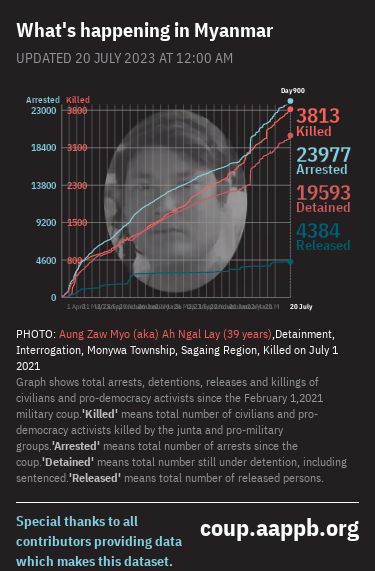 What's happening in Myanmar
UPDATED 20 JULY 2023 AT 12:00 AM
Day900
Arrested Killed
23000 3800
3813
Killed
18400 3100
23977
Arrested
13800 2300
19593
Detained
9200 1500
4384
Released
4600 800
0
20 July
PHOTO: Aung Zaw Myo (aka) Ah Ngal Lay (39 years),Detainment,
Interrogation, Monywa Township, Sagaing Region, Killed on July 1
2021
Graph shows total arrests, detentions, releases and killings of
civilians and pro-democracy activists since the February 1,2021
military coup.'Killed' means total number of civilians and pro-
democracy activists killed by the junta and pro-military
groups.'Arrested' means total number of arrests since the
coup.'Detained' means total number still under detention, including
sentenced.'Released' means total number of released persons.
Special thanks to all
contributors providing data
which makes this dataset.
coup.aappb.org